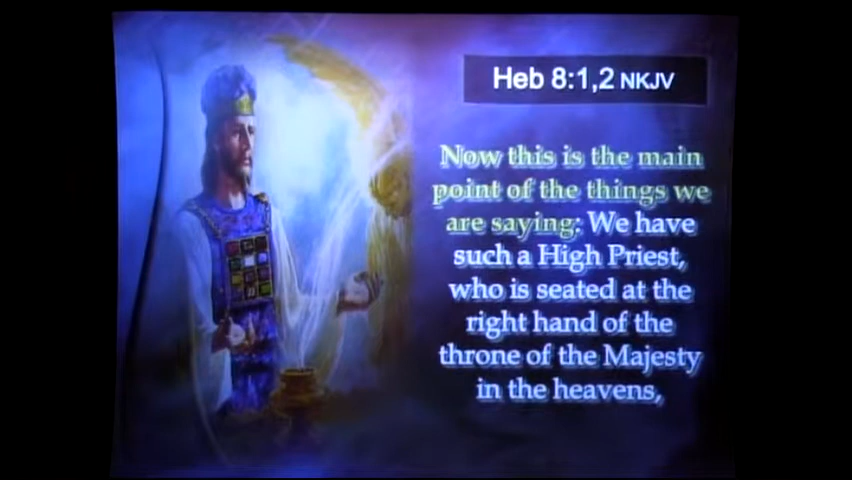 Heb 8:1,2 NKJV
Now this is the main
point of the things we
are saying: We have
such a High Priest,
who is seated at the
right hand of the
throne of the Majesty
in the heavens,